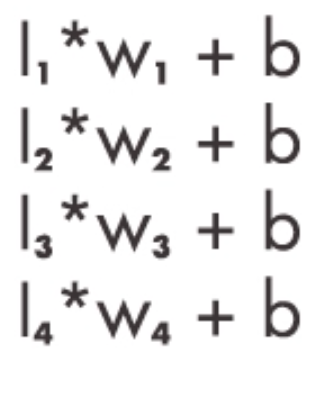 I₁*w₁ + b
I₂*w₂ + b
I₃*w₃ + b
I₄*w₄ + b